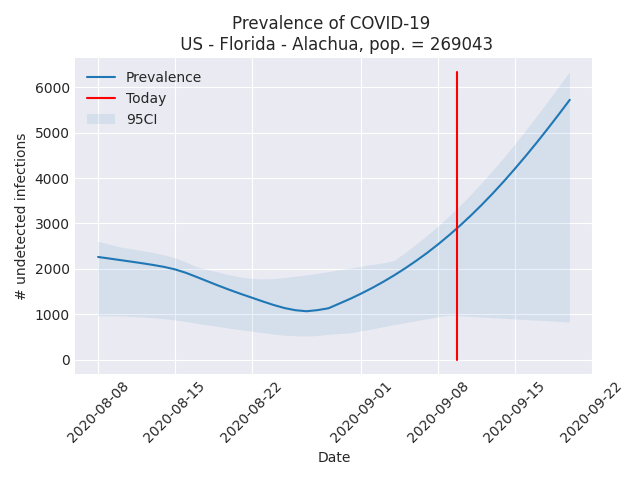 Prevalence of COVID-19
US - Florida - Alachua, pop. = 269043
Prevalence
Today
95CI
6000
5000
4000
3000
2000
1000
0
# undetected infections
2020-08-08
2020-08-15
2020-08-22
2020-09-01
2020-09-08
2020-09-15
2020-09-22
Date